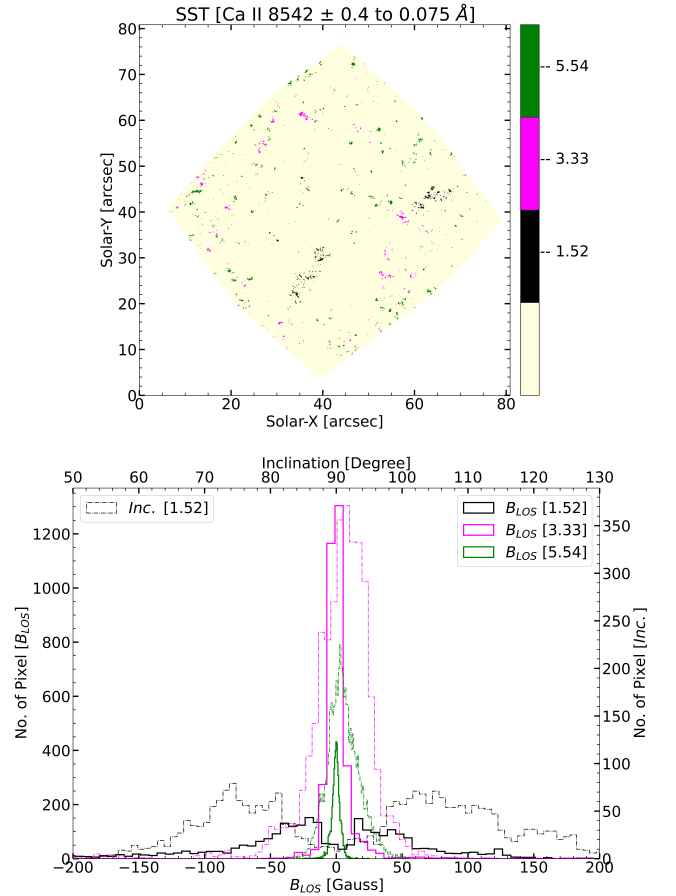 SST [Ca II 8542 ± 0.4 to 0.075 Å]
80
70
60
50
40
30
20
10
0
Solar-Y [arcsec]
0 20 40 60 80
Solar-X [arcsec]
5.54
3.33
1.52
Inclination [Degree]
50 60 70 80 90 100 110 120 130
Inc. [1.52]
B_LOS [1.52]
B_LOS [3.33]
B_LOS [5.54]
1200
1000
800
600
400
200
0
No. of Pixel [B_LOS]
350
300
250
200
150
100
50
0
No. of Pixel [Inc.]
−200 −150 −100 −50 0 50 100 150 200
B_LOS [Gauss]